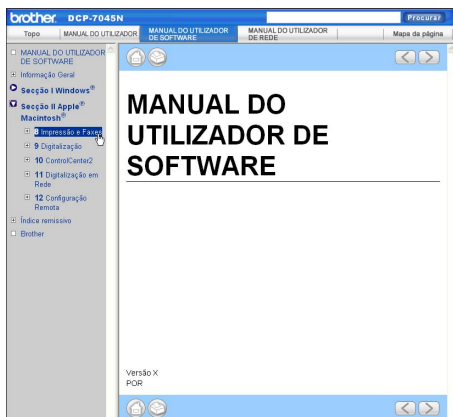 brother DCP-7045N
Procurar
Topo
MANUAL DO UTILIZADOR
MANUAL DO UTILIZADOR
DE SOFTWARE
MANUAL DO UTILIZADOR
DE REDE
Mapa da página
MANUAL DO UTILIZADOR
DE SOFTWARE
Informação Geral
Secção I Windows®
Secção II Apple
Macintosh®
8 Impressão e Faxes
9 Digitalização
10 ControlCenter2
11 Digitalização em
Rede
12 Configuração
Remota
Índice remissivo
Brother
MANUAL DO
UTILIZADOR DE
SOFTWARE
Versão X
POR